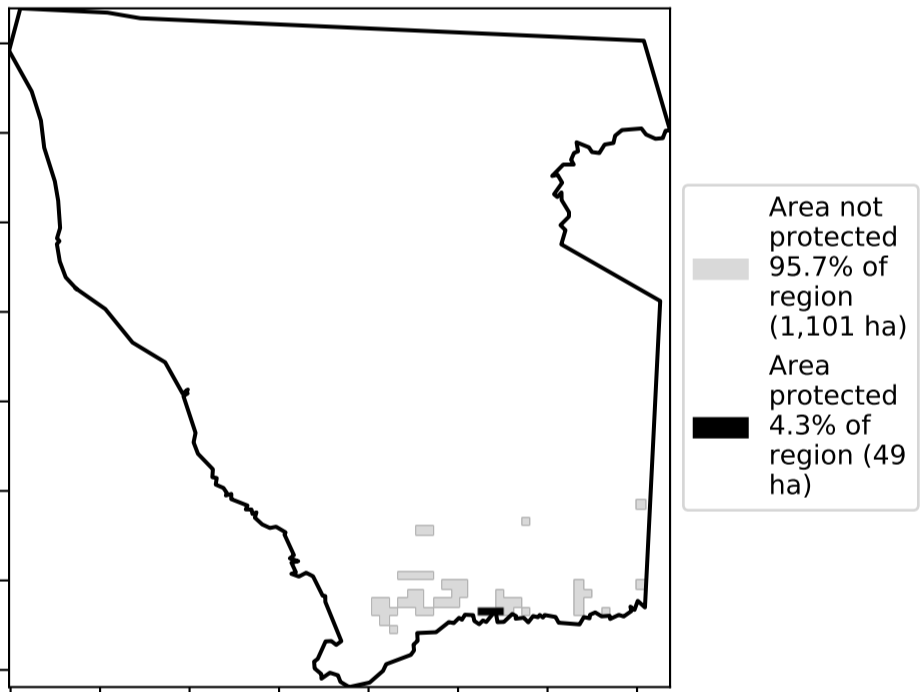 Area not
protected
95.7% of
region
(1,101 ha)
Area
protected
4.3% of
region (49
ha)